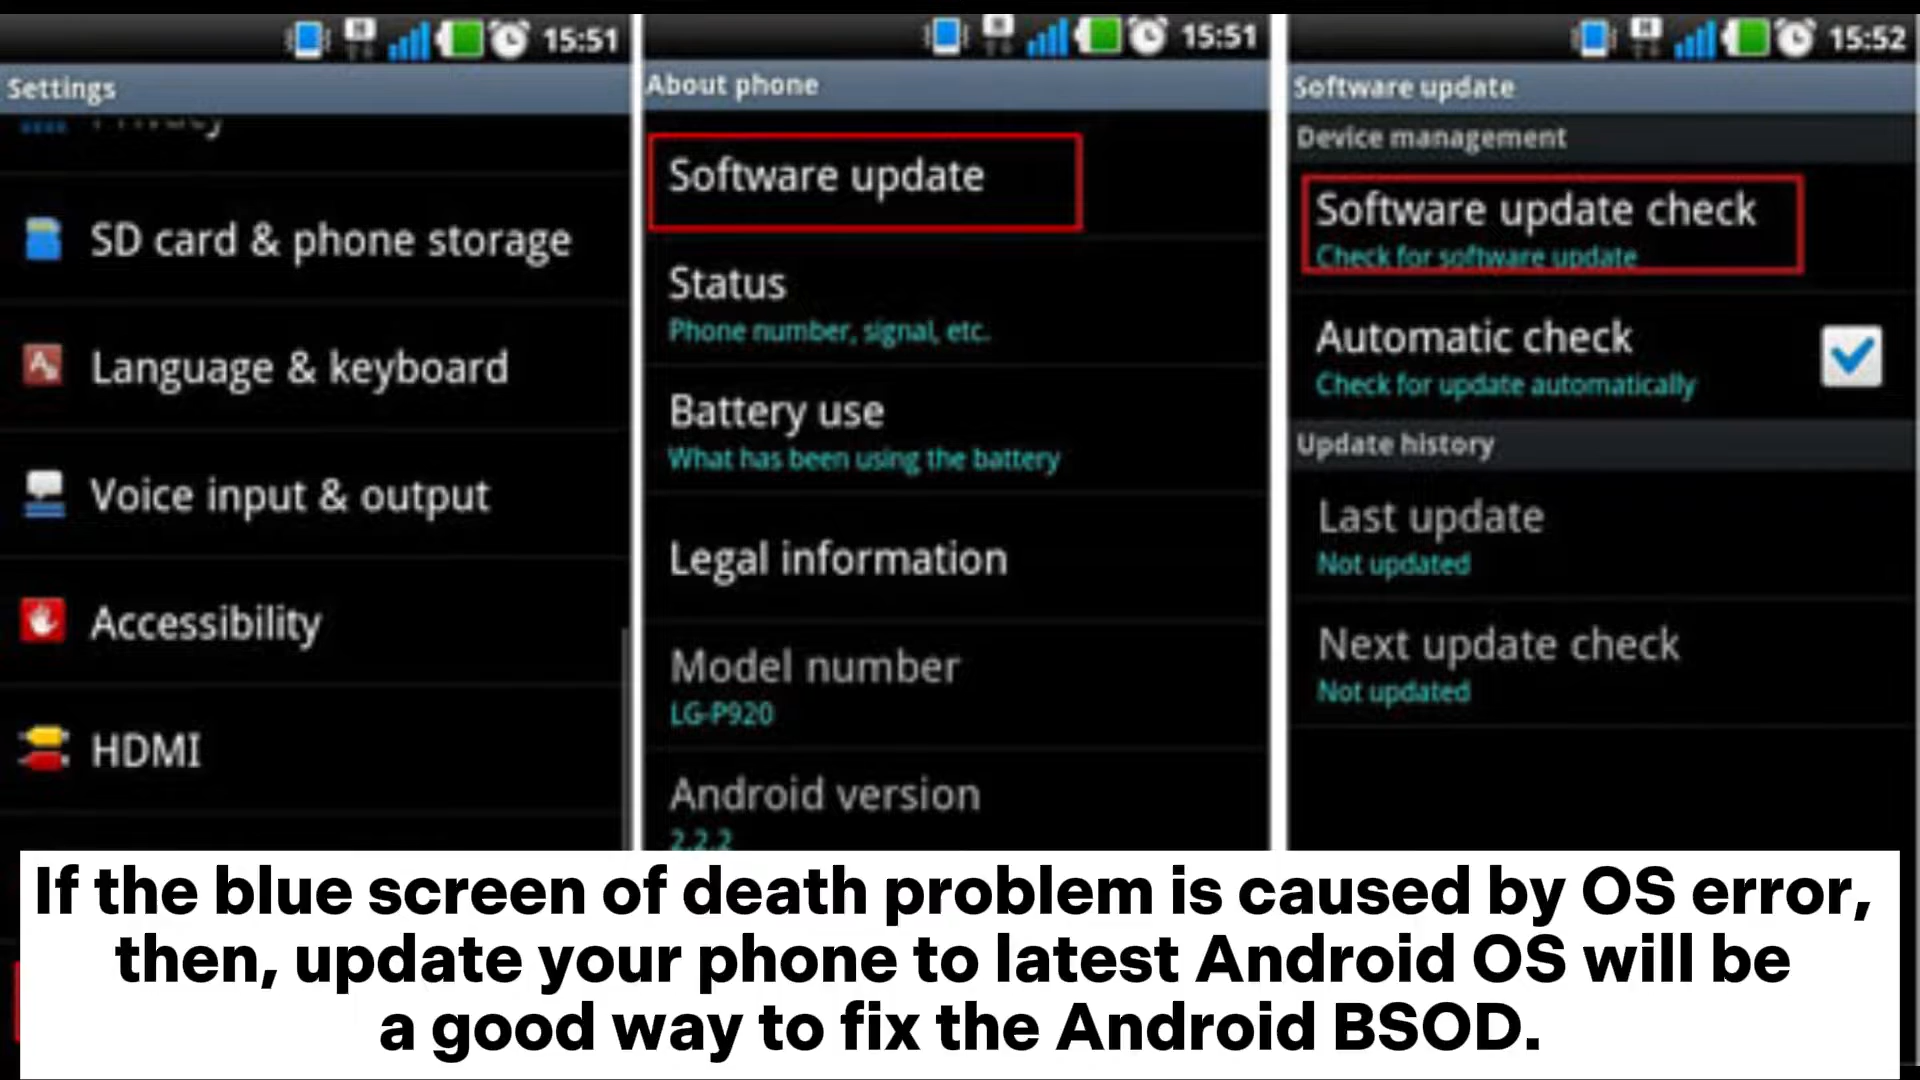 15:51
Settings
Privacy
SD card & phone storage
Language & keyboard
Voice input & output
Accessibility
HDMI
15:51
About phone
Software update
Status
Phone number, signal, etc.
Battery use
What has been using the battery
Legal information
Model number
LG-P920
Android version
2.2.2
15:52
Software update
Device management
Software update check
Check for software update
Automatic check
Check for update automatically
Update history
Last update
Not updated
Next update check
Not updated
If the blue screen of death problem is caused by OS error,
then, update your phone to latest Android OS will be
a good way to fix the Android BSOD.